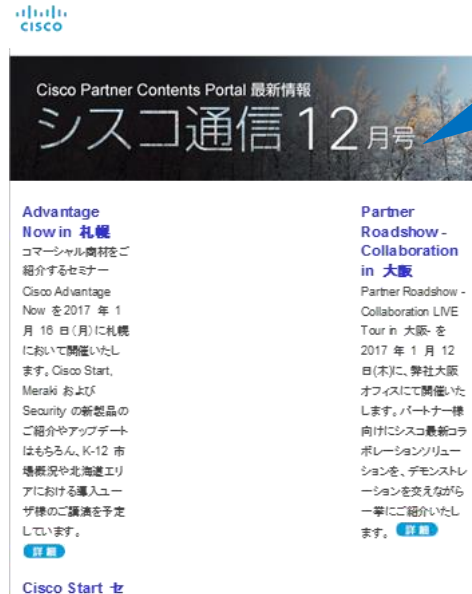 CISCO
Cisco Partner Contents Portal 最新情報
シスコ通信 12月号
Advantage
Now in 札幌
コマーシャル商材をご
紹介するセミナー
Cisco Advantage
Now を2017 年 1
月 16 日(月)に札幌
において開催いたし
ます。Cisco Start,
Meraki および
Security の新製品の
ご紹介やアップデート
はもちろん、K-12 市
場概況や北海道エリ
アにおける導入ユー
ザ様のご講演を予定
しています。
詳細
Cisco Start セ
Partner
Roadshow -
Collaboration
in 大阪
Partner Roadshow -
Collaboration LIVE
Tour in 大阪- を
2017 年 1 月 12
日(木)に、弊社大阪
オフィスにて開催いた
します。パートナー様
向けにシスコ最新コラ
ボレーションソリュー
ションを、デモンストレ
ーションを交えながら
一挙にご紹介いたし
ます。 詳細